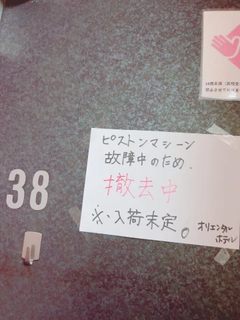 38
ピストンマシーン
故障中のため、
撤去中
※・入荷未定。
オリエンタル
ホテル